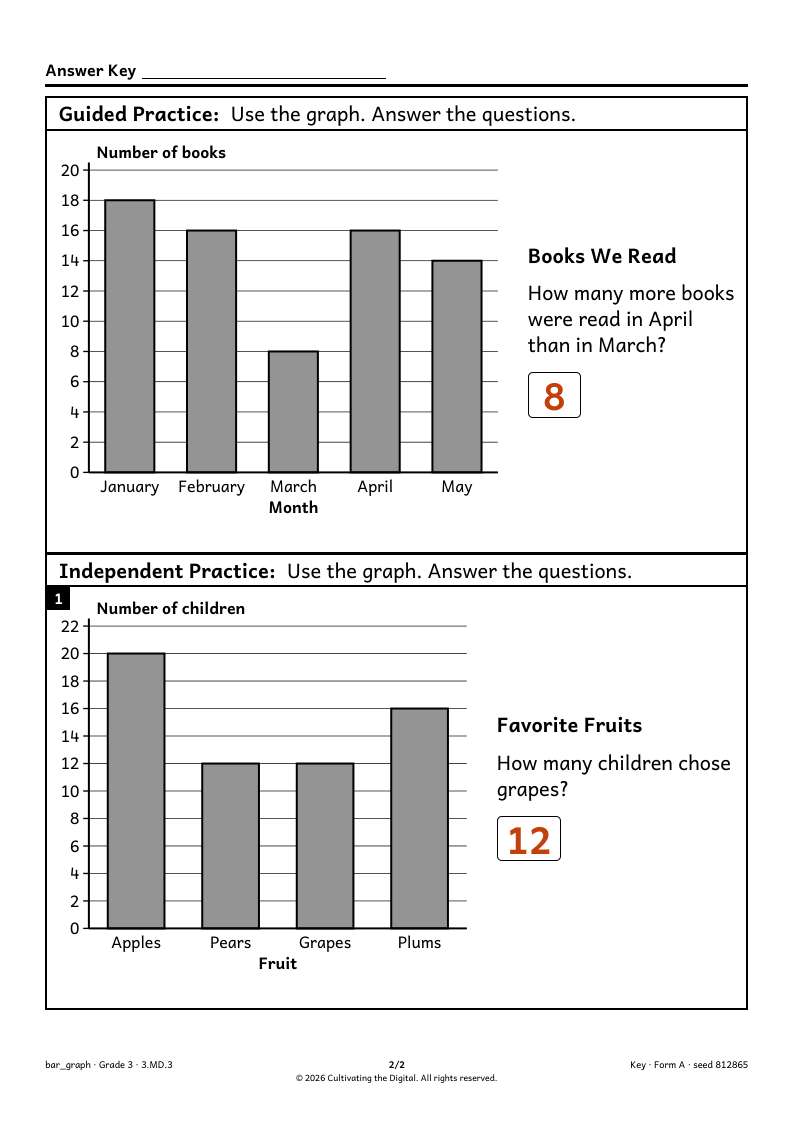 Answer Key
Guided Practice: Use the graph. Answer the questions.
Number of books
20
18
16
14
12
10
8
6
4
2
0
January February March April May
Month
Books We Read
How many more books
were read in April
than in March?
8
Independent Practice: Use the graph. Answer the questions.
1
Number of children
22
20
18
16
14
12
10
8
6
4
2
0
Apples Pears Grapes Plums
Fruit
Favorite Fruits
How many children chose
grapes?
12
bar_graph · Grade 3 · 3.MD.3 2/2 Key · Form A · seed 812865
© 2026 Cultivating the Digital. All rights reserved.